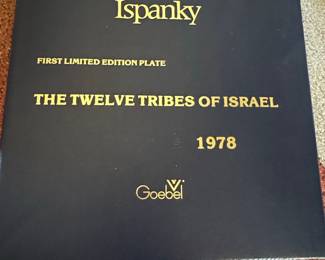 Ispanky
FIRST LIMITED EDITION PLATE
THE TWELVE TRIBES OF ISRAEL
1978
Goebel